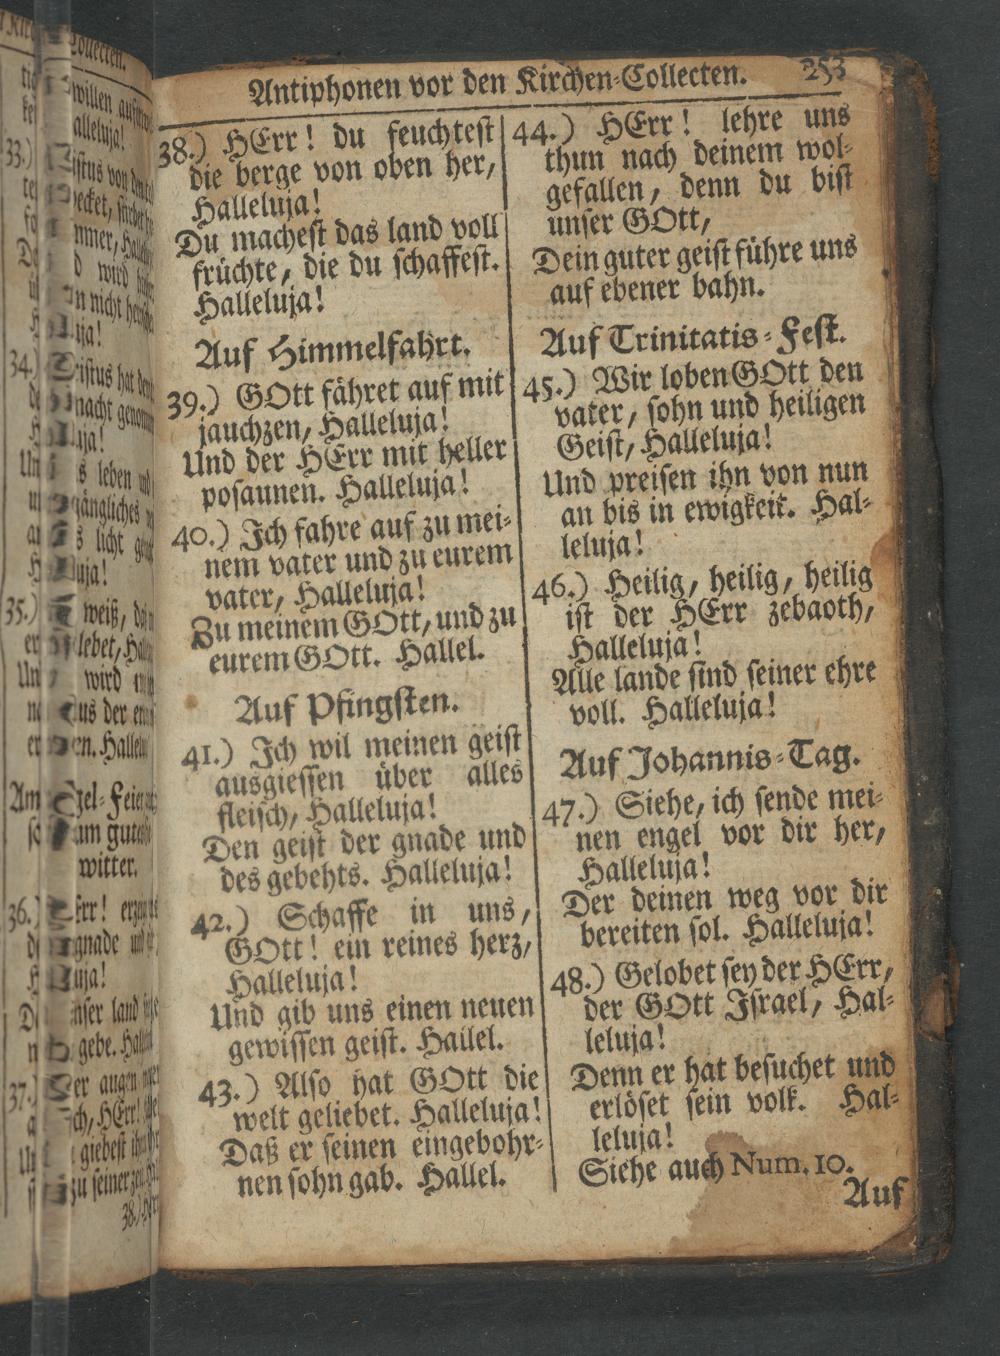 Antiphonen vor den Kirchen-Collecten. 253
38.) HErr! du feuchtest
die berge von oben her,
Halleluja!
Du machest das land voll
früchte, die du schaffest.
Halleluja!
Auf Himmelfahrt.
39.) GOtt fähret auf mit
jauchzen, Halleluja!
Und der HErr mit heller
posaunen. Halleluja!
40.) Ich fahre auf zu mei-
nem vater und zu eurem
vater, Halleluja!
Zu meinem GOtt, und zu
eurem GOtt. Hallel.
Auf Pfingsten.
41.) Ich wil meinen geist
ausgiessen über alles
fleisch, Halleluja!
Den geist der gnade und
des gebehts. Halleluja!
42.) Schaffe in uns,
GOtt! ein reines herz,
Halleluja!
Und gib uns einen neuen
gewissen geist. Hallel.
43.) Also hat GOtt die
welt geliebet. Halleluja!
Daß er seinen eingebohr-
nen sohn gab. Hallel.
44.) HErr! lehre uns
thun nach deinem wol-
gefallen, denn du bist
unser GOtt,
Dein guter geist führe uns
auf ebener bahn.
Auf Trinitatis-Fest.
45.) Wir loben GOtt den
vater, sohn und heiligen
Geist, Halleluja!
Und preisen ihn von nun
an bis in ewigkeit. Hal-
leluja!
46.) Heilig, heilig, heilig
ist der HErr zebaoth,
Halleluja!
Alle lande sind seiner ehre
voll. Halleluja!
Auf Johannis-Tag.
47.) Siehe, ich sende mei-
nen engel vor dir her,
Halleluja!
Der deinen weg vor dir
bereiten sol. Halleluja!
48.) Gelobet sey der HErr,
der GOtt Israel, Hal-
leluja!
Denn er hat besuchet und
erlöset sein volk. Hal-
leluja!
Siehe auch Num. 10.
Auf